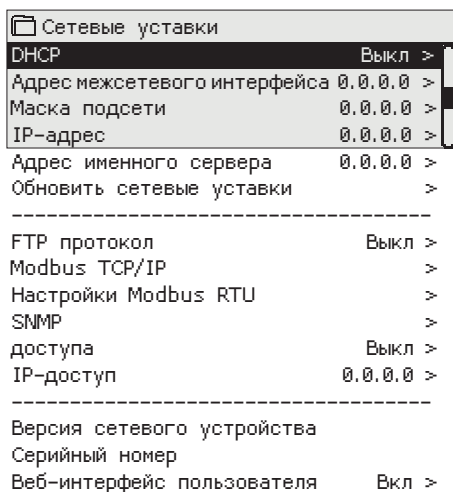 Сетевые уставки
DHCP Выкл >
Адрес межсетевого интерфейса 0.0.0.0 >
Маска подсети 0.0.0.0 >
IP-адрес 0.0.0.0 >
Адрес именного сервера 0.0.0.0 >
Обновить сетевые уставки >
-----------------------------------
FTP протокол Выкл >
Modbus TCP/IP >
Настройки Modbus RTU >
SNMP >
доступа Выкл >
IP-доступ 0.0.0.0 >
-----------------------------------
Версия сетевого устройства
Серийный номер
Веб-интерфейс пользователя Вкл >